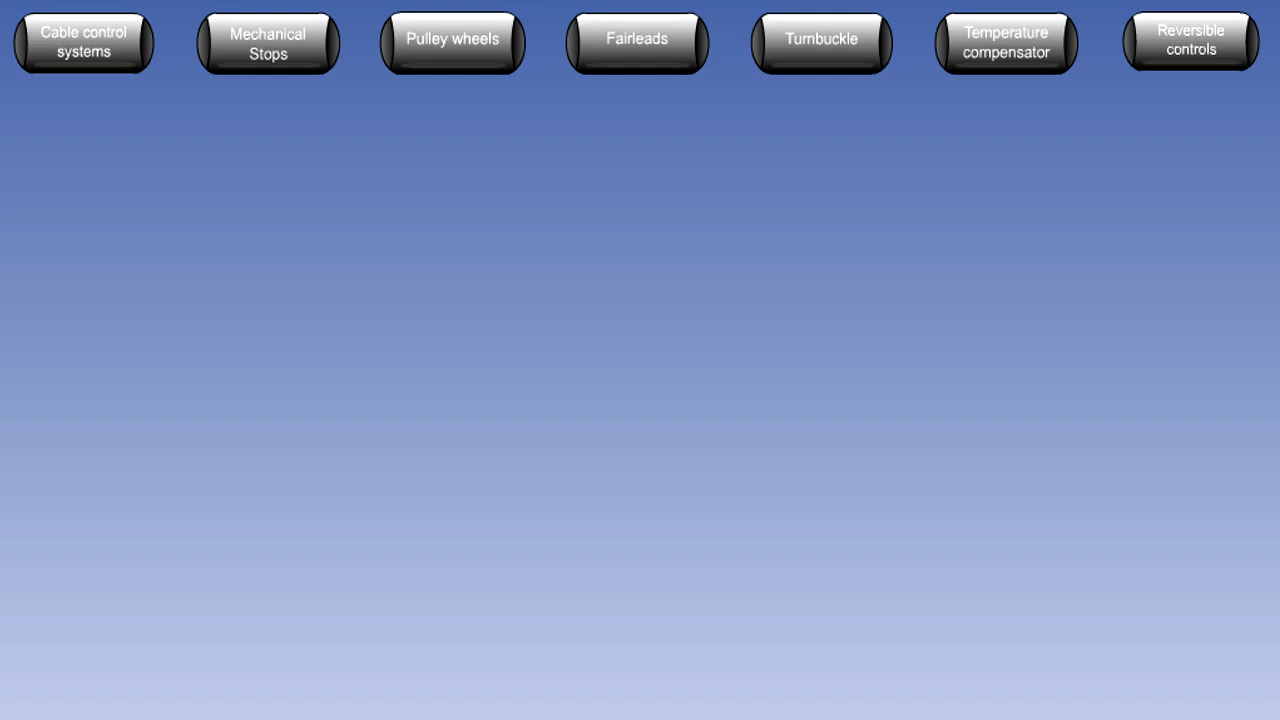 Cable control
systems
Mechanical
Stops
Pulley wheels
Fairleads
Turnbuckle
Temperature
compensator
Reversible
controls